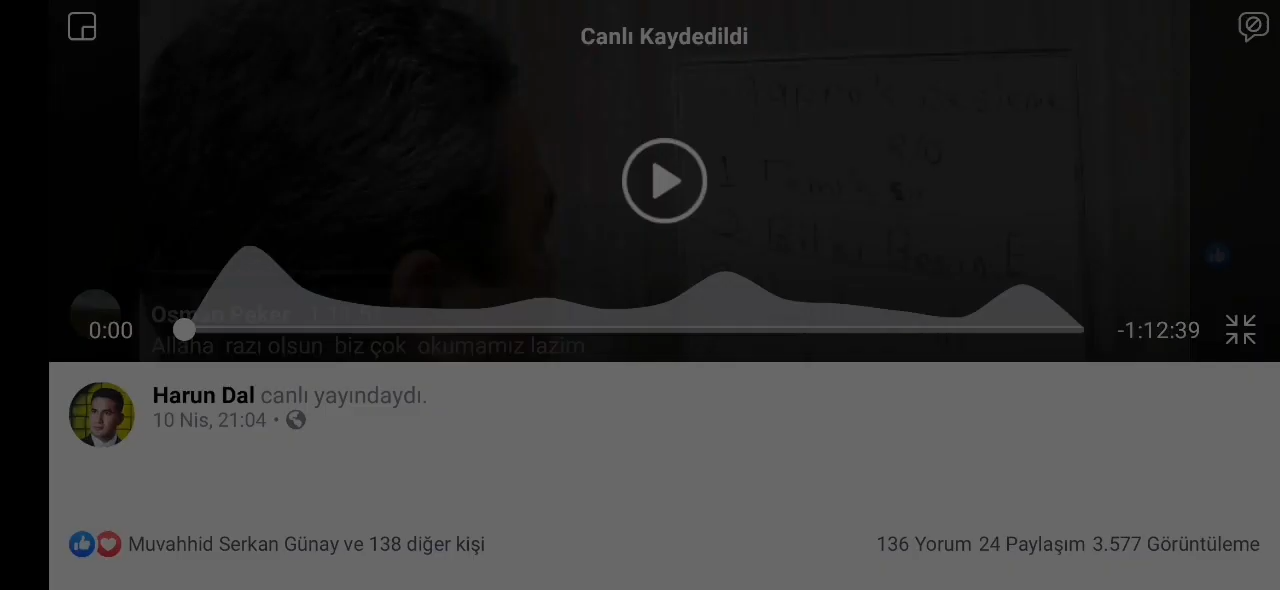 Canlı Kaydedildi
Osman Peker
0:00
-1:12:39
Allaha razı olsun biz çok okumamız lazim
Harun Dal canlı yayındaydı.
10 Nis, 21:04 •
Muvahhid Serkan Günay ve 138 diğer kişi
136 Yorum 24 Paylaşım 3.577 Görüntüleme